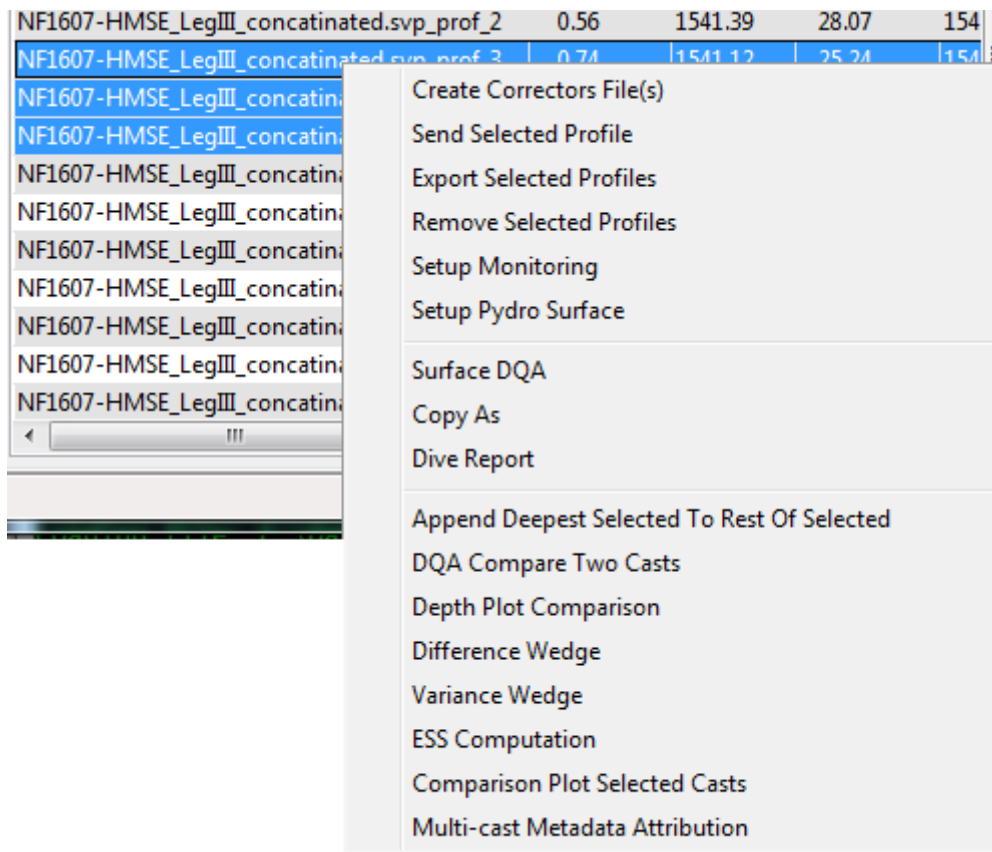 NF1607-HMSE_LegIII_concatinated.svp_prof_2 0.56 1541.39 28.07 154
NF1607-HMSE_LegIII_concatinated.svp_prof_3 0.74 1541.12 25.24 154
NF1607-HMSE_LegIII_concatina
NF1607-HMSE_LegIII_concatina
NF1607-HMSE_LegIII_concatina
NF1607-HMSE_LegIII_concatina
NF1607-HMSE_LegIII_concatina
NF1607-HMSE_LegIII_concatina
NF1607-HMSE_LegIII_concatina
NF1607-HMSE_LegIII_concatina
NF1607-HMSE_LegIII_concatina
Create Correctors File(s)
Send Selected Profile
Export Selected Profiles
Remove Selected Profiles
Setup Monitoring
Setup Pydro Surface
Surface DQA
Copy As
Dive Report
Append Deepest Selected To Rest Of Selected
DQA Compare Two Casts
Depth Plot Comparison
Difference Wedge
Variance Wedge
ESS Computation
Comparison Plot Selected Casts
Multi-cast Metadata Attribution